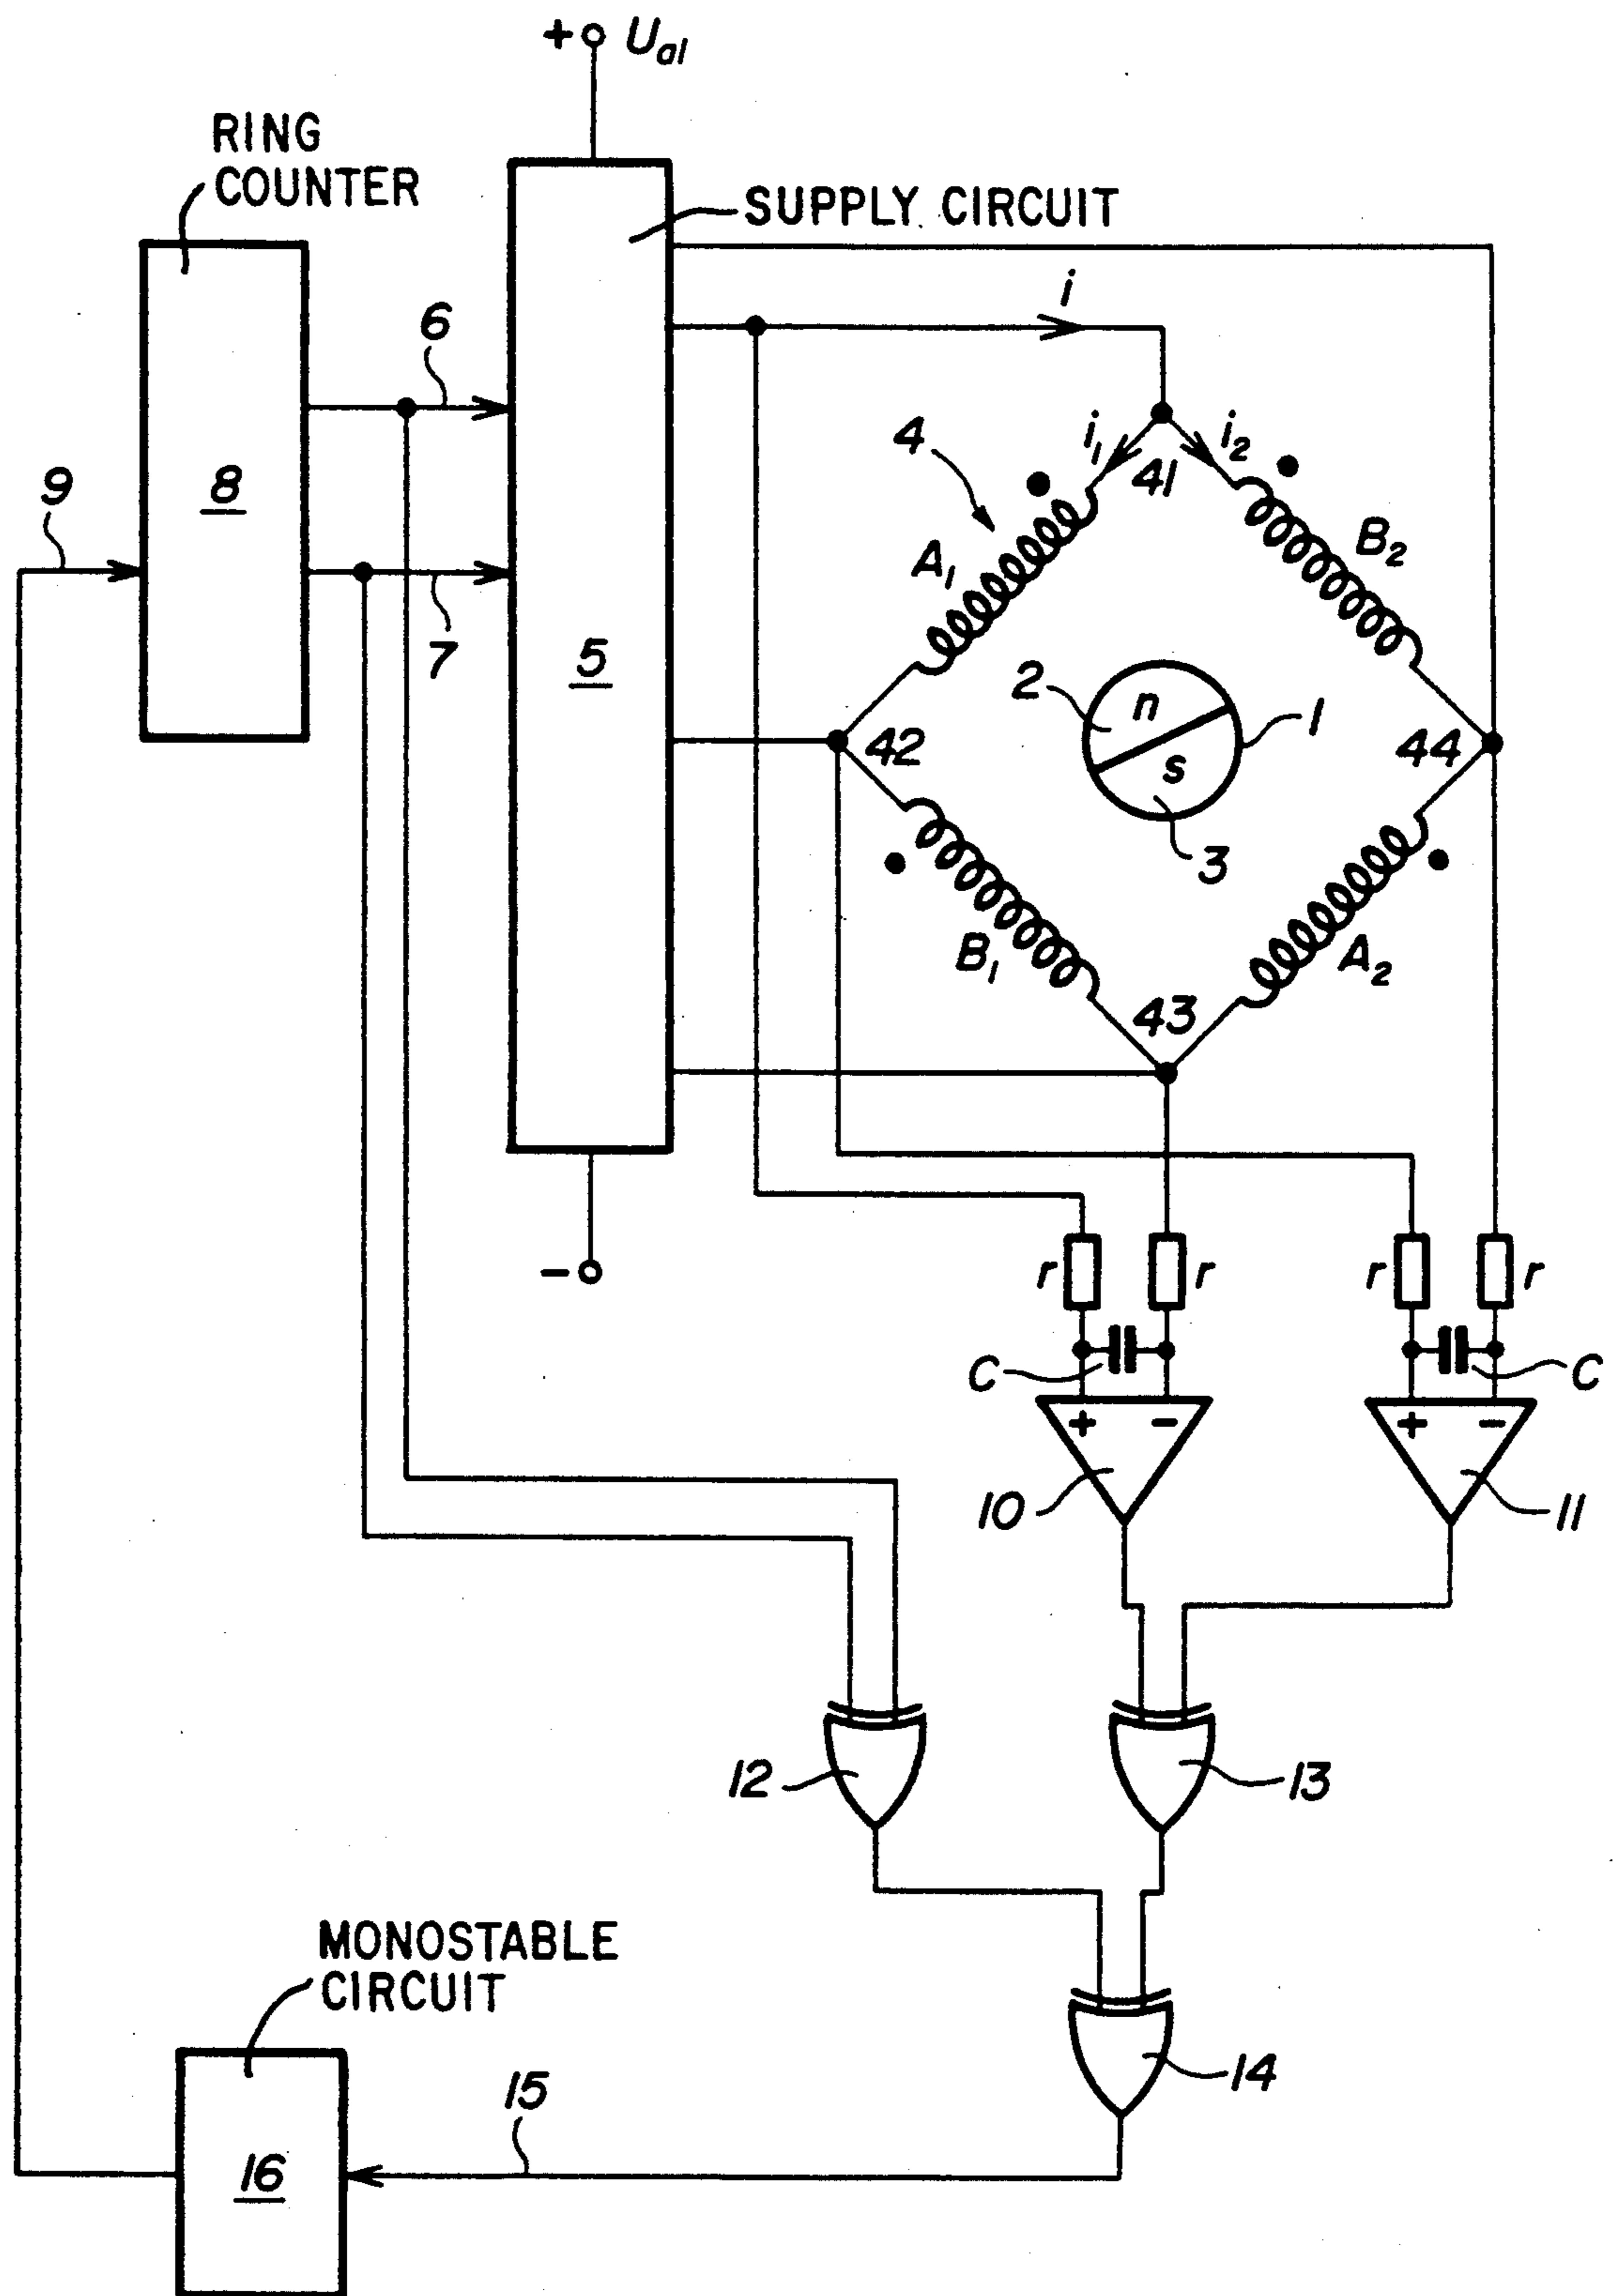 + U_al
RING
COUNTER
SUPPLY CIRCUIT
i
6
4
i₁
i₂
41
9
8
A₁
B₂
7
5
2
n
1
42
s
44
3
B₁
A₂
43
-
r
r
r
r
C
C
+ -
+ -
10
11
12
13
MONOSTABLE
CIRCUIT
14
15
16